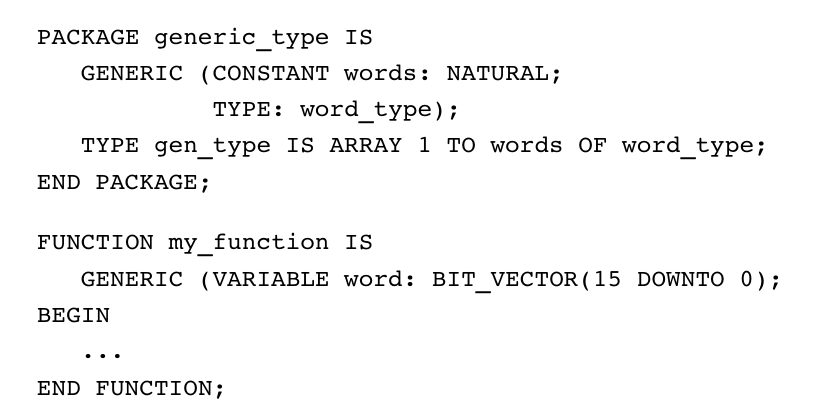 PACKAGE generic_type IS
GENERIC (CONSTANT words: NATURAL;
TYPE: word_type);
TYPE gen_type IS ARRAY 1 TO words OF word_type;
END PACKAGE;
FUNCTION my_function IS
GENERIC (VARIABLE word: BIT_VECTOR(15 DOWNTO 0);
BEGIN
...
END FUNCTION;